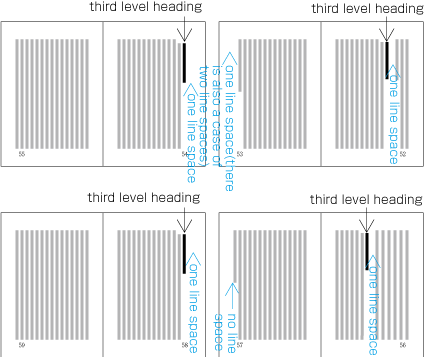 third level heading
third level heading
one line space
one line space(there
is also a case of
two line spaces)
one line space
55
54
53
52
third level heading
third level heading
one line space
no line
space
one line space
59
58
57
56